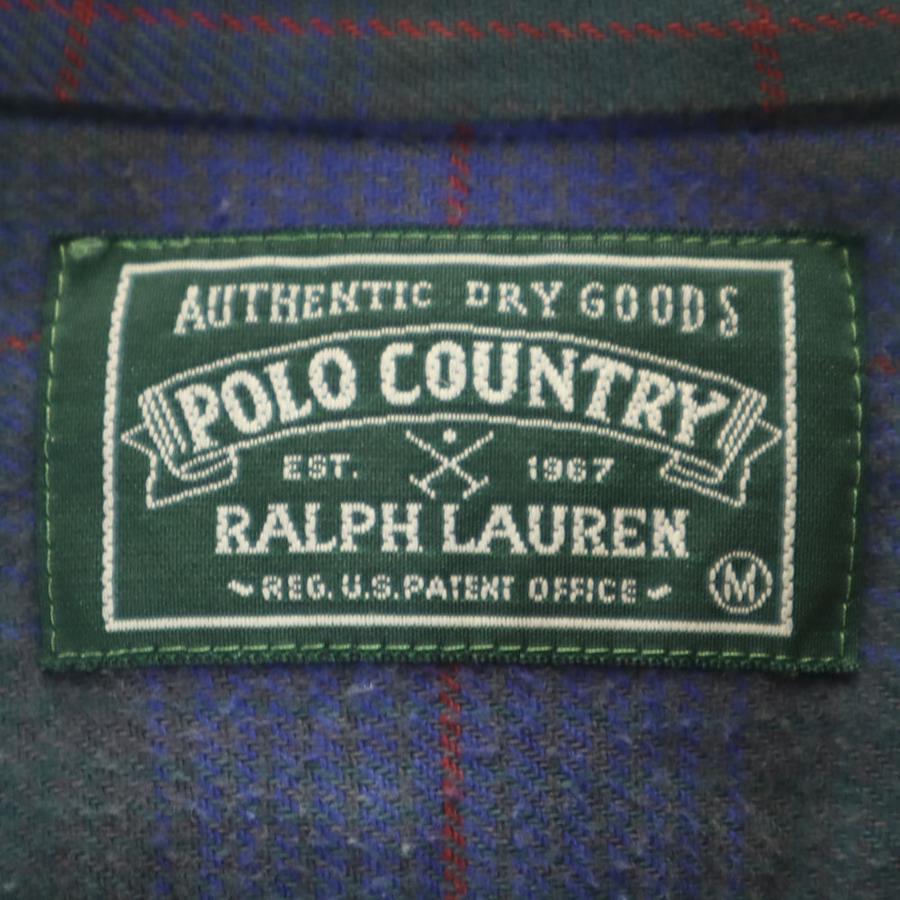 AUTHENTIC DRY GOODS
POLO COUNTRY
EST. 1967
RALPH LAUREN
REG. U.S. PATENT OFFICE
M